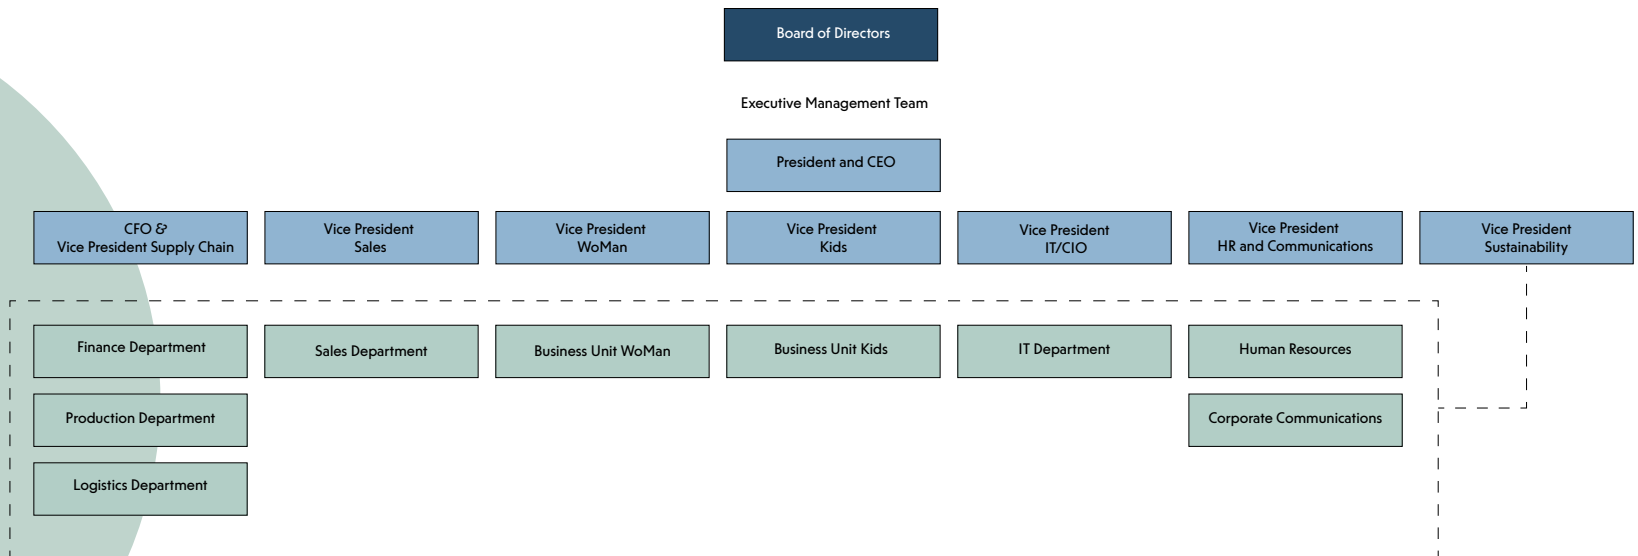 Board of Directors
Executive Management Team
President and CEO
CFO &
Vice President Supply Chain
Vice President
Sales
Vice President
WoMan
Vice President
Kids
Vice President
IT/CIO
Vice President
HR and Communications
Vice President
Sustainability
Finance Department
Sales Department
Business Unit WoMan
Business Unit Kids
IT Department
Human Resources
Production Department
Corporate Communications
Logistics Department